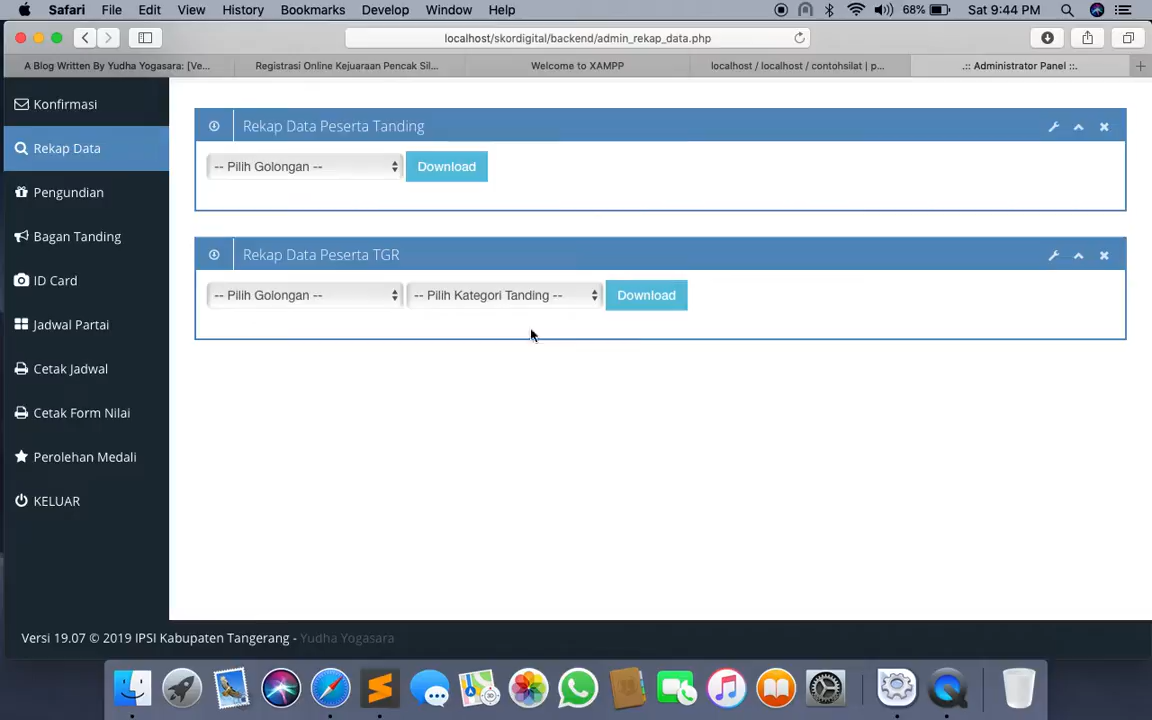 Safari File Edit View History Bookmarks Develop Window Help 68% Sat 9:44 PM
localhost/skordigital/backend/admin_rekap_data.php
A Blog Written By Yudha Yogasara: [Ve... Registrasi Online Kejuaraan Pencak Sil... Welcome to XAMPP localhost / localhost / contohsilat | p... .:: Administrator Panel ::.
Konfirmasi
Rekap Data
Pengundian
Bagan Tanding
ID Card
Jadwal Partai
Cetak Jadwal
Cetak Form Nilai
Perolehan Medali
KELUAR
Rekap Data Peserta Tanding
-- Pilih Golongan -- Download
Rekap Data Peserta TGR
-- Pilih Golongan -- -- Pilih Kategori Tanding -- Download
Versi 19.07 © 2019 IPSI Kabupaten Tangerang - Yudha Yogasara